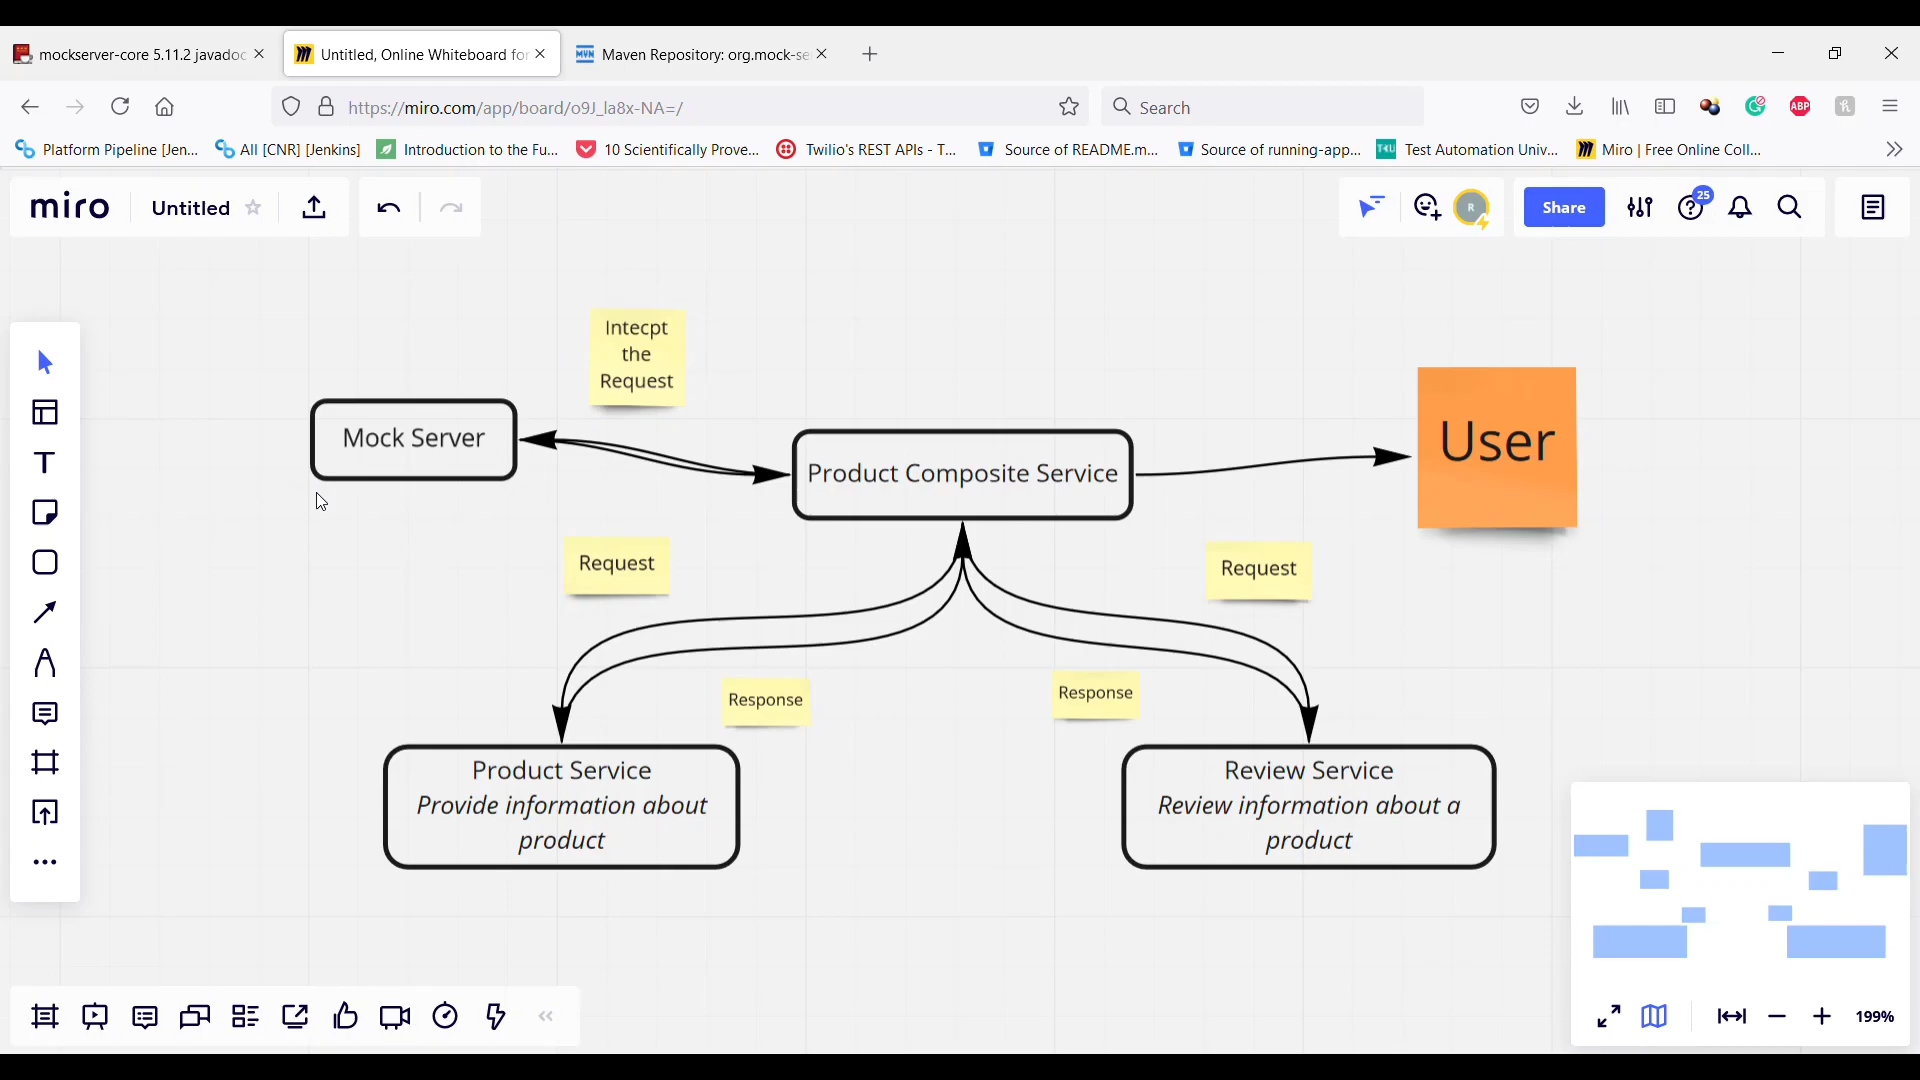 mockserver-core 5.11.2 javadoc
Untitled, Online Whiteboard for
Maven Repository: org.mock-se
https://miro.com/app/board/o9J_la8x-NA=/
Search
ABP
Platform Pipeline [Jen...
All [CNR] [Jenkins]
Introduction to the Fu...
10 Scientifically Prove...
Twilio's REST APIs - T...
Source of README.m...
Source of running-app...
Test Automation Univ...
Miro | Free Online Coll...
miro
Untitled
R
Share
25
Intecpt
the
Request
Mock Server
Product Composite Service
User
Request
Request
Response
Response
Product Service
Provide information about
product
Review Service
Review information about a
product
199%